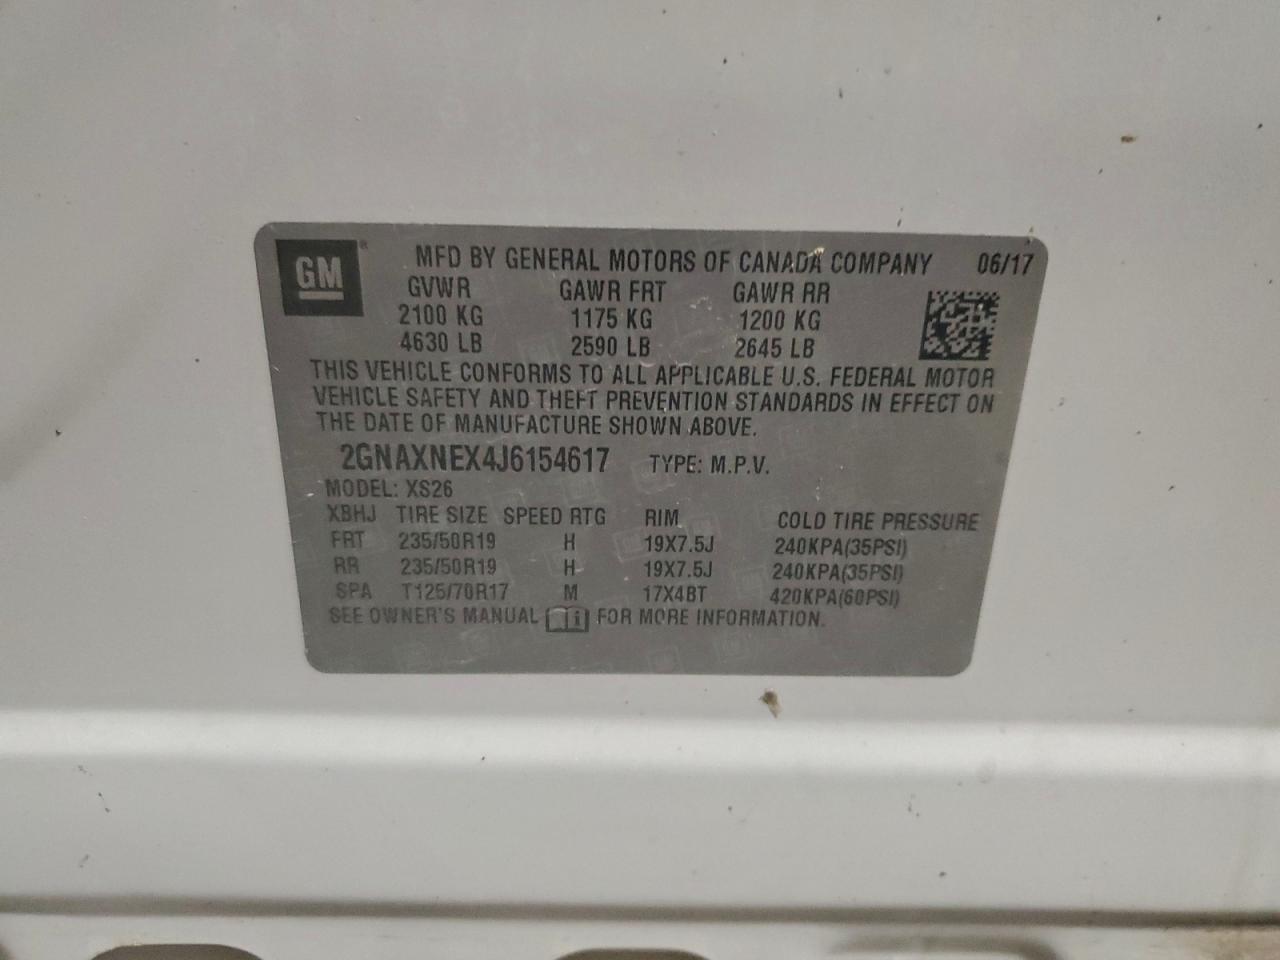 GM ® MFD BY GENERAL MOTORS OF CANADA COMPANY 06/17
GVWR GAWR FRT GAWR RR
2100 KG 1175 KG 1200 KG
4630 LB 2590 LB 2645 LB
THIS VEHICLE CONFORMS TO ALL APPLICABLE U.S. FEDERAL MOTOR
VEHICLE SAFETY AND THEFT PREVENTION STANDARDS IN EFFECT ON
THE DATE OF MANUFACTURE SHOWN ABOVE.
2GNAXNEX4J6154617 TYPE: M.P.V.
MODEL: XS26
XBHJ TIRE SIZE SPEED RTG RIM COLD TIRE PRESSURE
FRT 235/50R19 H 19X7.5J 240KPA(35PSI)
RR 235/50R19 H 19X7.5J 240KPA(35PSI)
SPA T125/70R17 M 17X4BT 420KPA(60PSI)
SEE OWNER'S MANUAL i FOR MORE INFORMATION.